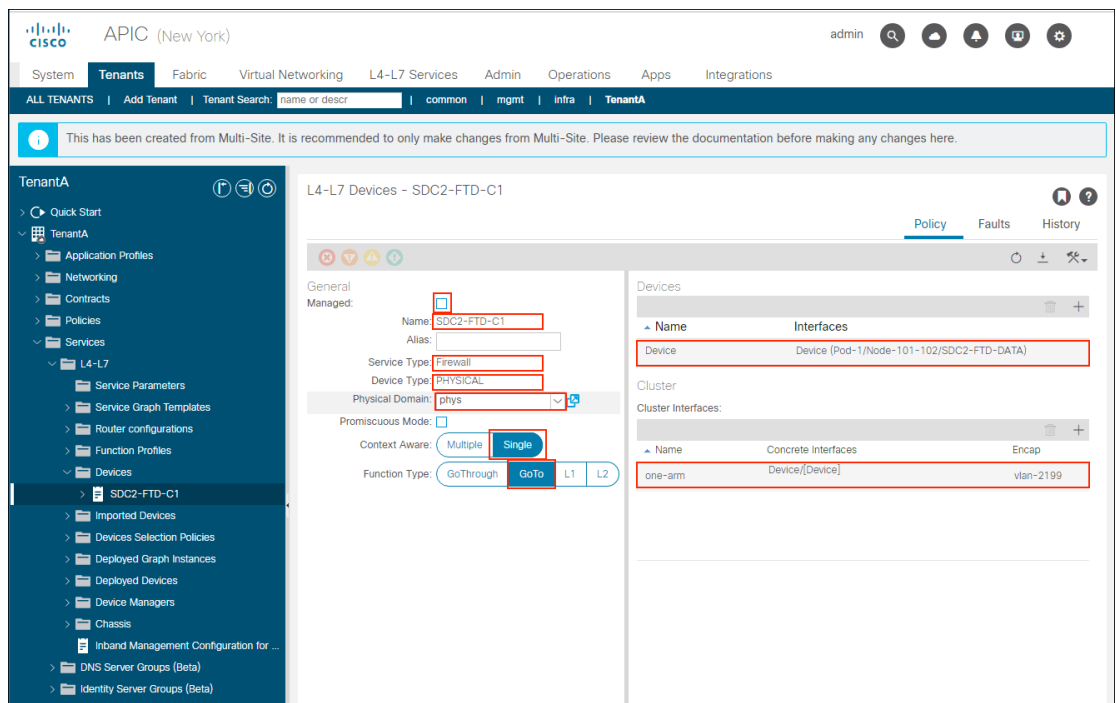 CISCO
APIC (New York)
admin
System Tenants Fabric Virtual Networking L4-L7 Services Admin Operations Apps Integrations
ALL TENANTS | Add Tenant | Tenant Search: name or descr | common | mgmt | infra | TenantA
This has been created from Multi-Site. It is recommended to only make changes from Multi-Site. Please review the documentation before making any changes here.
TenantA
Quick Start
TenantA
Application Profiles
Networking
Contracts
Policies
Services
L4-L7
Service Parameters
Service Graph Templates
Router configurations
Function Profiles
Devices
SDC2-FTD-C1
Imported Devices
Devices Selection Policies
Deployed Graph Instances
Deployed Devices
Device Managers
Chassis
Inband Management Configuration for ...
DNS Server Groups (Beta)
Identity Server Groups (Beta)
L4-L7 Devices - SDC2-FTD-C1
Policy Faults History
General
Managed:
Name: SDC2-FTD-C1
Alias:
Service Type: Firewall
Device Type: PHYSICAL
Physical Domain: phys
Promiscuous Mode:
Context Aware: Multiple Single
Function Type: GoThrough GoTo L1 L2
Devices
Name Interfaces
Device Device (Pod-1/Node-101-102/SDC2-FTD-DATA)
Cluster
Cluster Interfaces:
Name Concrete Interfaces Encap
one-arm Device/[Device] vlan-2199